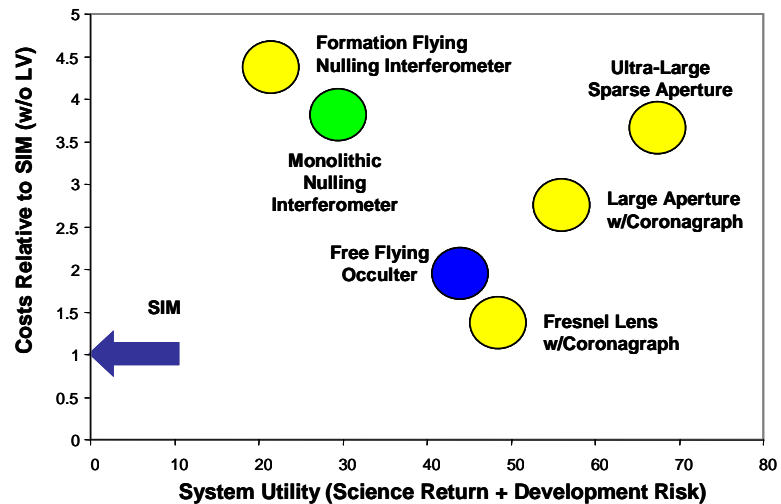 5
4.5
4
3.5
3
2.5
2
1.5
1
0.5
0
Costs Relative to SIM (w/o LV)
Formation Flying
Nulling Interferometer
Ultra-Large
Sparse Aperture
Monolithic
Nulling
Interferometer
Large Aperture
w/Coronagraph
Free Flying
Occulter
SIM
Fresnel Lens
w/Coronagraph
0 10 20 30 40 50 60 70 80
System Utility (Science Return + Development Risk)